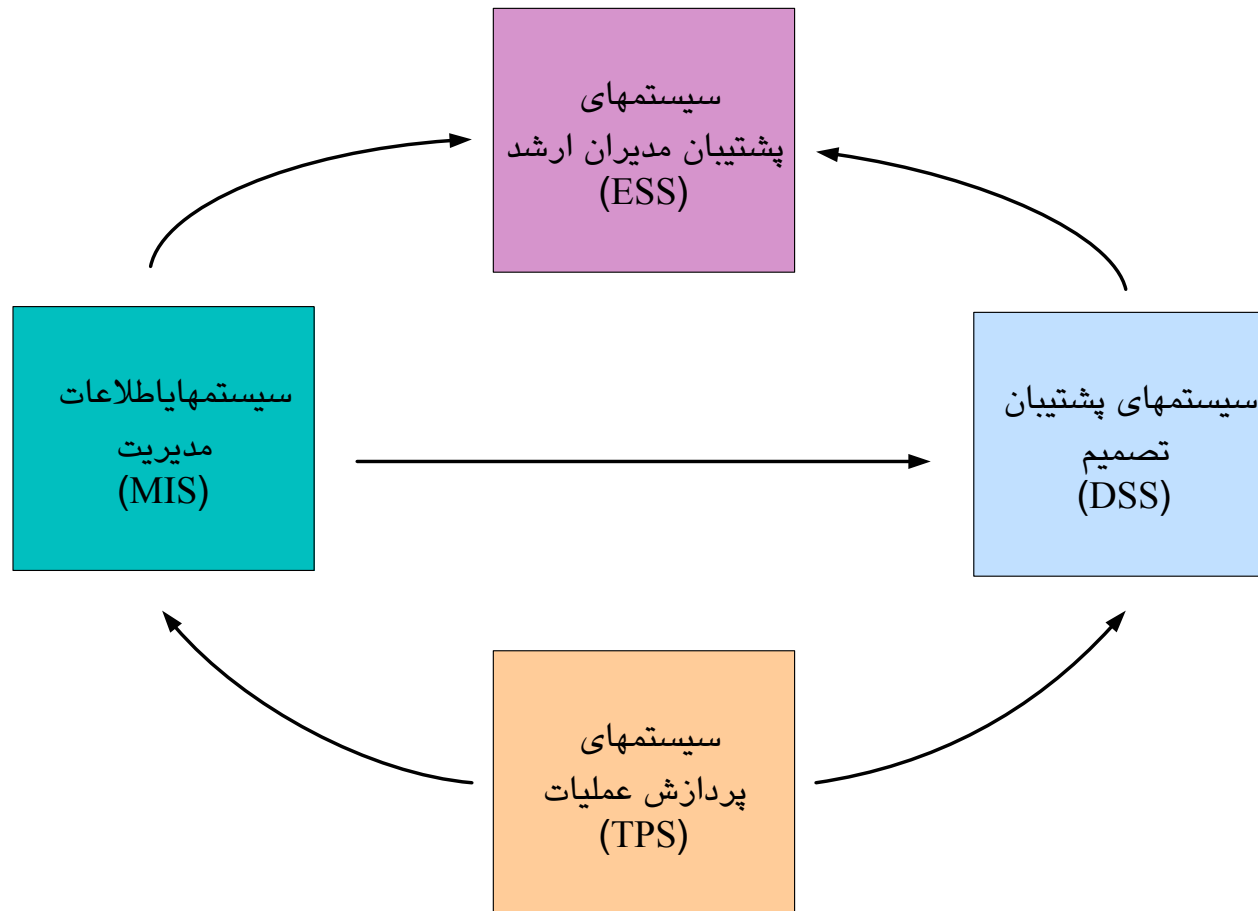 سیستمهای
پشتیبان مدیران ارشد
(ESS)
سیستمهایاطلاعات
مدیریت
(MIS)
سیستمهای پشتیبان
تصمیم
(DSS)
سیستمهای
پردازش عملیات
(TPS)